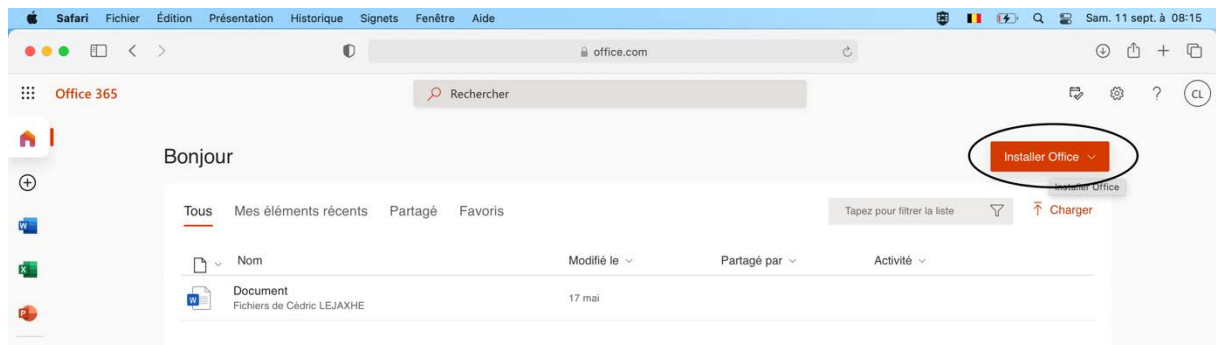 Safari Fichier Édition Présentation Historique Signets Fenêtre Aide Sam. 11 sept. à 08:15
office.com
Office 365 Rechercher ? CL
Bonjour Installer Office
Installer Office
Tous Mes éléments récents Partagé Favoris Tapez pour filtrer la liste Charger
Nom Modifié le Partagé par Activité
W Document 17 mai
Fichiers de Cédric LEJAXHE
W
X
P